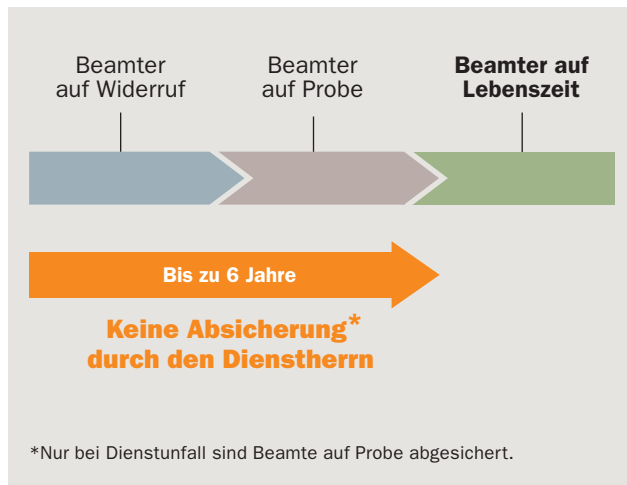 Beamter
auf Widerruf
Beamter
auf Probe
Beamter auf
Lebenszeit
Bis zu 6 Jahre
Keine Absicherung*
durch den Dienstherrn
*Nur bei Dienstunfall sind Beamte auf Probe abgesichert.